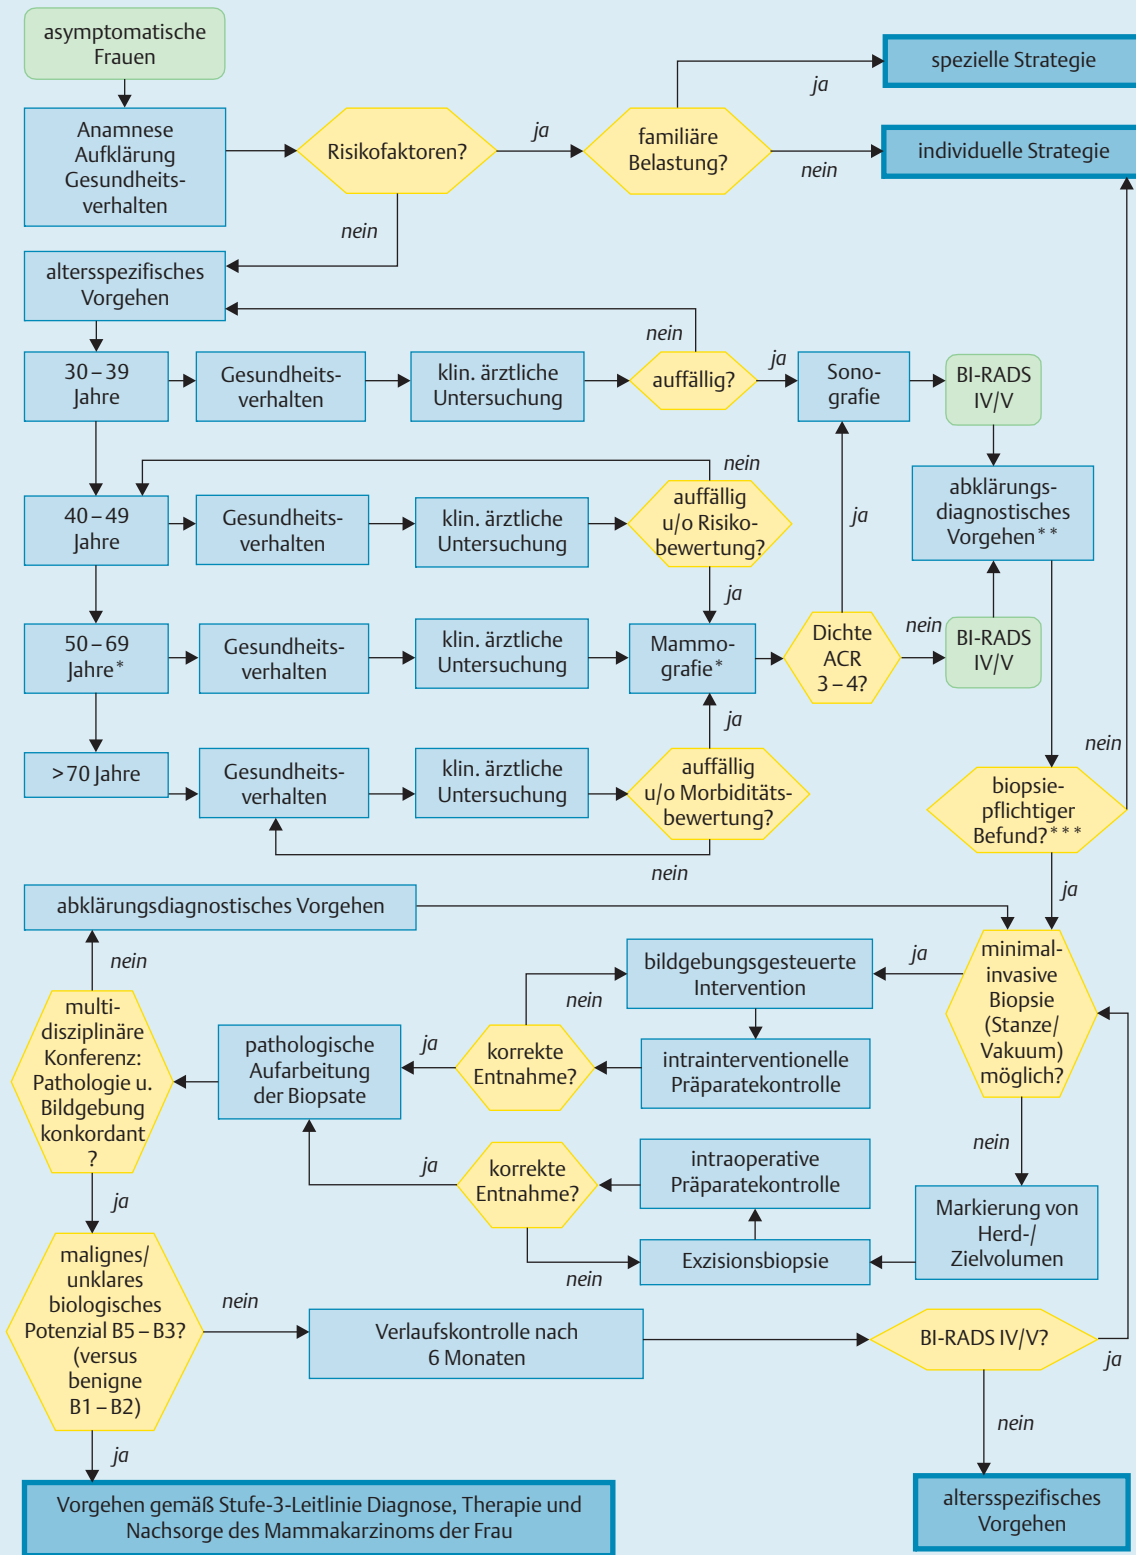 asymptomatische
Frauen
spezielle Strategie
ja
Anamnese
Aufklärung
Gesundheits-
verhalten
Risikofaktoren?
ja
familiäre
Belastung?
nein
individuelle Strategie
nein
altersspezifisches
Vorgehen
nein
30–39
Jahre
Gesundheits-
verhalten
klin. ärztliche
Untersuchung
auffällig?
ja
Sono-
grafie
BI-RADS
IV/V
nein
40–49
Jahre
Gesundheits-
verhalten
klin. ärztliche
Untersuchung
auffällig
u/o Risiko-
bewertung?
ja
ja
abklärungs-
diagnostisches
Vorgehen**
50–69
Jahre*
Gesundheits-
verhalten
klin. ärztliche
Untersuchung
Mammo-
grafie*
Dichte
ACR
3–4?
nein
BI-RADS
IV/V
ja
>70 Jahre
Gesundheits-
verhalten
klin. ärztliche
Untersuchung
auffällig
u/o Morbiditäts-
bewertung?
nein
nein
biopsie-
pflichtiger
Befund?***
ja
abklärungsdiagnostisches Vorgehen
nein
multi-
disziplinäre
Konferenz:
Pathologie u.
Bildgebung
konkordant
?
pathologische
Aufarbeitung
der Biopsate
ja
korrekte
Entnahme?
nein
bildgebungsgesteuerte
Intervention
ja
minimal-
invasive
Biopsie
(Stanze/
Vakuum)
möglich?
intrainterventionelle
Präparatekontrolle
ja
korrekte
Entnahme?
intraoperative
Präparatekontrolle
nein
nein
Exzisionsbiopsie
Markierung von
Herd-/
Zielvolumen
ja
malignes/
unklares
biologisches
Potenzial B5–B3?
(versus
benigne
B1–B2)
nein
Verlaufskontrolle nach
6 Monaten
BI-RADS IV/V?
ja
ja
nein
Vorgehen gemäß Stufe-3-Leitlinie Diagnose, Therapie und
Nachsorge des Mammakarzinoms der Frau
altersspezifisches
Vorgehen